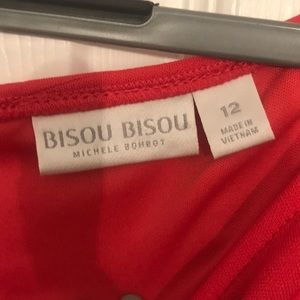 BISOU BISOU
MICHELE BOHBOT
12
MADE IN
VIETNAM